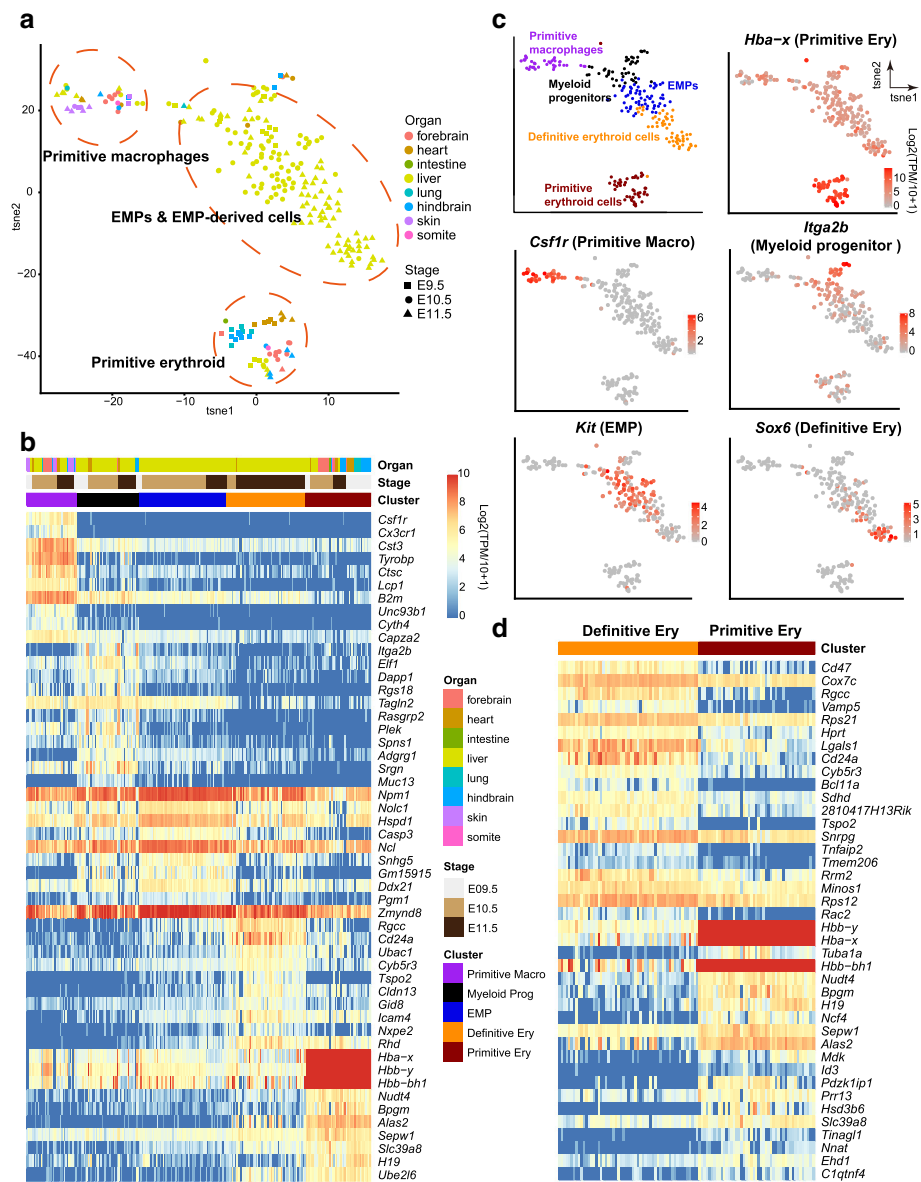 a
20
0
−20
−40
tsne2
−20
−10
0
10
tsne1
Primitive macrophages
EMPs & EMP-derived cells
Primitive erythroid
Organ
forebrain
heart
intestine
liver
lung
hindbrain
skin
somite
Stage
E9.5
E10.5
E11.5
b
Organ
Stage
Cluster
Csf1r
Cx3cr1
Cst3
Tyrobp
Ctsc
Lcp1
B2m
Unc93b1
Cyth4
Capza2
Itga2b
Elf1
Dapp1
Rgs18
Tagln2
Rasgrp2
Plek
Spns1
Adgrg1
Srgn
Muc13
Npm1
Nolc1
Hspd1
Casp3
Ncl
Snhg5
Gm15915
Ddx21
Pgm1
Zmynd8
Rgcc
Cd24a
Ubac1
Cyb5r3
Tspo2
Cldn13
Gid8
Icam4
Nxpe2
Rhd
Hba−x
Hbb−y
Hbb−bh1
Nudt4
Bpgm
Alas2
Sepw1
Slc39a8
H19
Ube2l6
10
8
6
4
2
0
Log2(TPM/10+1)
Organ
forebrain
heart
intestine
liver
lung
hindbrain
skin
somite
Stage
E09.5
E10.5
E11.5
Cluster
Primitive Macro
Myeloid Prog
EMP
Definitive Ery
Primitive Ery
c
Primitive
macrophages
Myeloid
progenitors
EMPs
Definitive erythroid cells
Primitive
erythroid cells
Hba−x (Primitive Ery)
tsne2
tsne1
10
5
0
Log2(TPM/10+1)
Csf1r (Primitive Macro)
6
4
2
0
Itga2b
(Myeloid progenitor )
8
4
0
Kit (EMP)
4
2
0
Sox6 (Definitive Ery)
5
3
1
d
Definitive Ery
Primitive Ery
Cluster
Cd47
Cox7c
Rgcc
Vamp5
Rps21
Hprt
Lgals1
Cd24a
Cyb5r3
Bcl11a
Sdhd
2810417H13Rik
Tspo2
Snrpg
Tnfaip2
Tmem206
Rrm2
Minos1
Rps12
Rac2
Hbb−y
Hba−x
Tuba1a
Hbb−bh1
Nudt4
Bpgm
H19
Ncf4
Sepw1
Alas2
Mdk
Id3
Pdzk1ip1
Prr13
Hsd3b6
Slc39a8
Tinagl1
Nnat
Ehd1
C1qtnf4